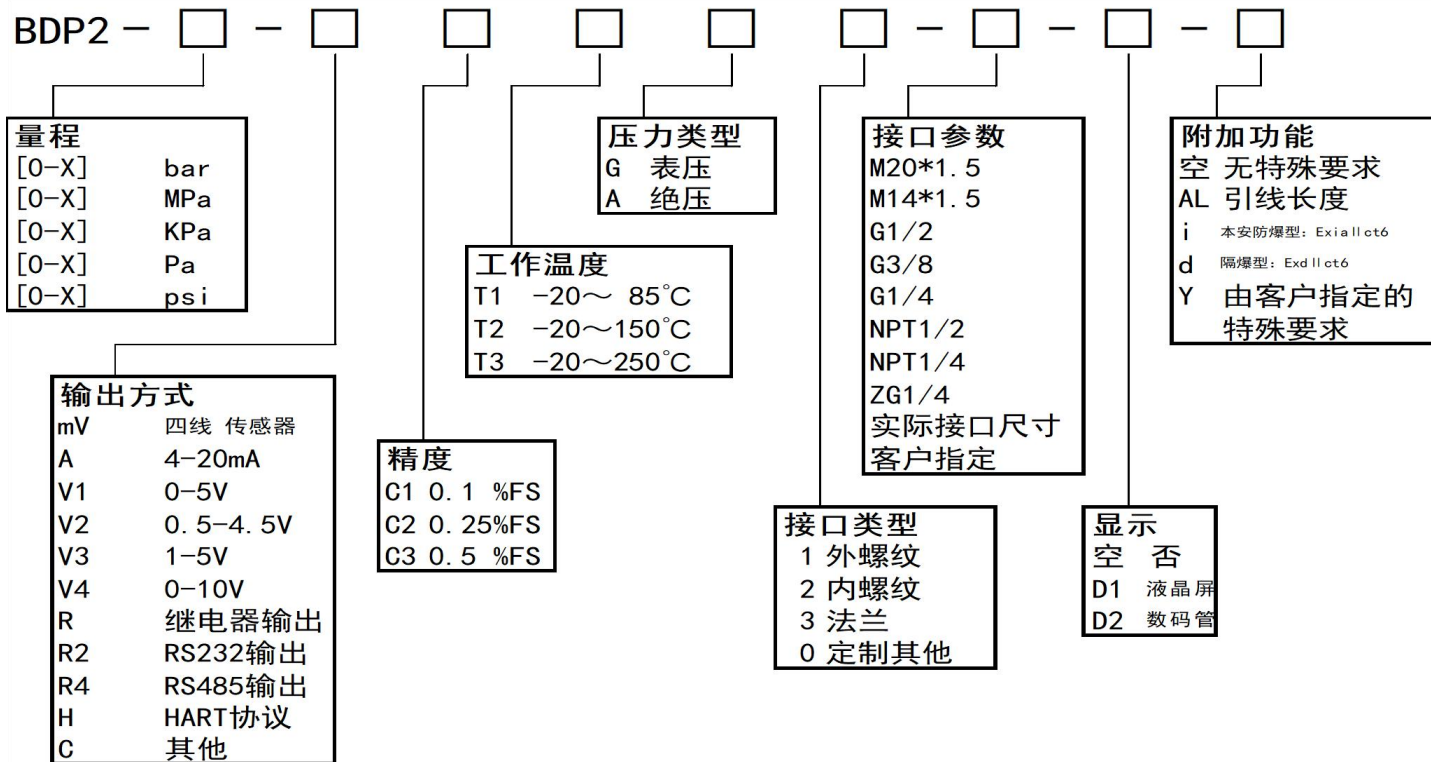 BDP2 - □ - □ □ □ □ □ - □ - □ - □
量程
[0-X] bar
[0-X] MPa
[0-X] KPa
[0-X] Pa
[0-X] psi
输出方式
mV 四线 传感器
A 4-20mA
V1 0-5V
V2 0.5-4.5V
V3 1-5V
V4 0-10V
R 继电器输出
R2 RS232输出
R4 RS485输出
H HART协议
C 其他
精度
C1 0.1 %FS
C2 0.25%FS
C3 0.5 %FS
工作温度
T1 -20～ 85℃
T2 -20～150℃
T3 -20～250℃
压力类型
G 表压
A 绝压
接口类型
1 外螺纹
2 内螺纹
3 法兰
0 定制其他
接口参数
M20*1.5
M14*1.5
G1/2
G3/8
G1/4
NPT1/2
NPT1/4
ZG1/4
实际接口尺寸
客户指定
显示
空 否
D1 液晶屏
D2 数码管
附加功能
空 无特殊要求
AL 引线长度
i 本安防爆型：ExiaⅡct6
d 隔爆型：ExdⅡct6
Y 由客户指定的
特殊要求